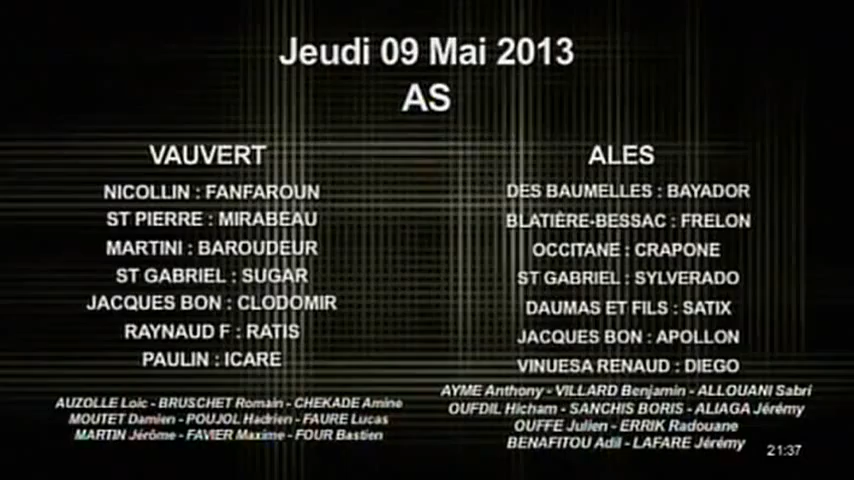 Jeudi 09 Mai 2013
AS
VAUVERT
NICOLLIN : FANFAROUN
ST PIERRE : MIRABEAU
MARTINI : BAROUDEUR
ST GABRIEL : SUGAR
JACQUES BON : CLODOMIR
RAYNAUD F : RATIS
PAULIN : ICARE
AUZOLLE Loic - BRUSCHET Romain - CHEKADE Amine
MOUTET Damien - POUJOL Hadrien - FAURE Lucas
MARTIN Jérôme - FAVIER Maxime - FOUR Bastien
ALES
DES BAUMELLES : BAYADOR
BLATIÈRE-BESSAC : FRELON
OCCITANE : CRAPONE
ST GABRIEL : SYLVERADO
DAUMAS ET FILS : SATIX
JACQUES BON : APOLLON
VINUESA RENAUD : DIEGO
AYME Anthony - VILLARD Benjamin - ALLOUANI Sabri
OUFDIL Hicham - SANCHIS BORIS - ALIAGA Jérémy
OUFFE Julien - ERRIK Radouane
BENAFITOU Adil - LAFARE Jérémy
21:37